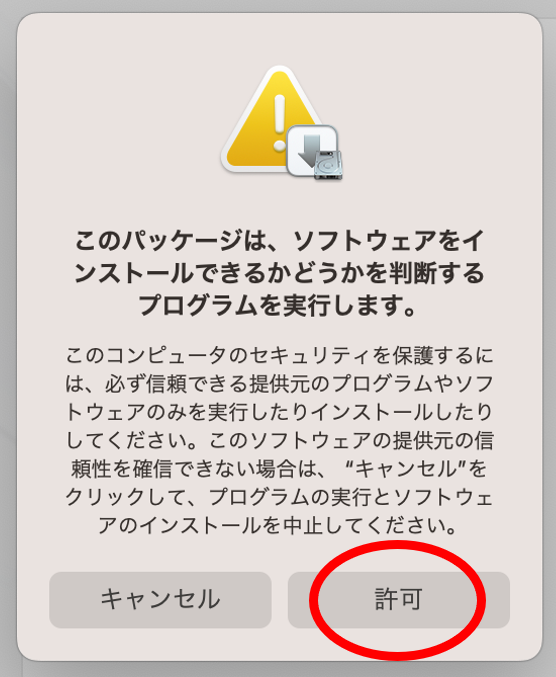 このパッケージは、ソフトウェアをイ
ンストールできるかどうかを判断する
プログラムを実行します。
このコンピュータのセキュリティを保護するに
は、必ず信頼できる提供元のプログラムやソフ
トウェアのみを実行したりインストールしたり
してください。このソフトウェアの提供元の信
頼性を確信できない場合は、 “キャンセル”を
クリックして、プログラムの実行とソフトウェ
アのインストールを中止してください。
キャンセル
許可